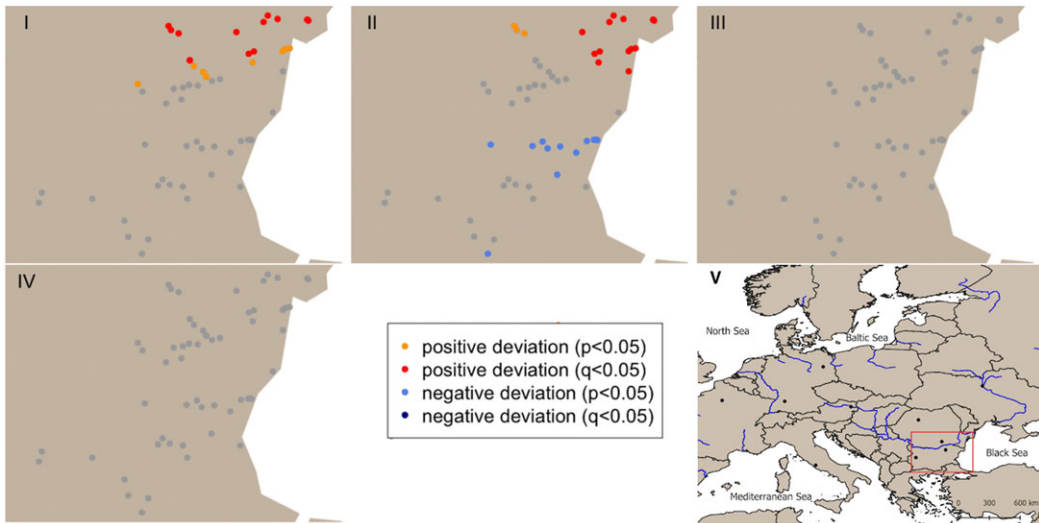 I
II
III
IV
positive deviation (p<0.05)
positive deviation (q<0.05)
negative deviation (p<0.05)
negative deviation (q<0.05)
V
North Sea
Baltic Sea
Black Sea
Mediterranean Sea
0 300 600 km